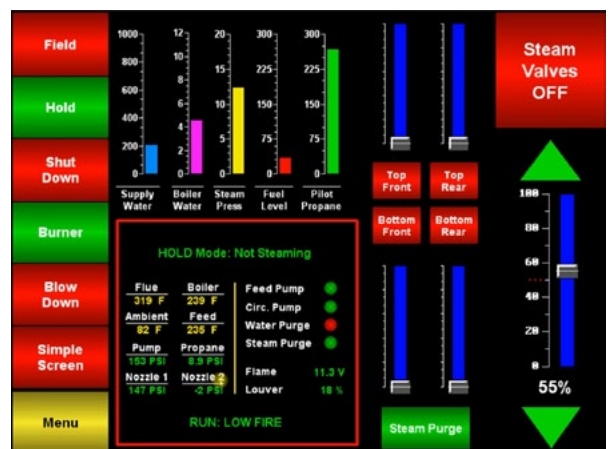 Field
Hold
Shut
Down
Burner
Blow
Down
Simple
Screen
Menu
1000
800
600
400
200
0
Supply
Water
12
10
8
6
4
2
0
Boiler
Water
20
15
10
5
0
Steam
Press
300
225
150
75
0
Fuel
Level
300
225
150
75
0
Pilot
Propane
HOLD Mode: Not Steaming
Flue Boiler
319 F 239 F
Ambient Feed
82 F 235 F
Pump Propane
153 PSI 8.9 PSI
Nozzle 1 Nozzle 2
147 PSI -2 PSI
Feed Pump
Circ. Pump
Water Purge
Steam Purge
Flame 11.3 V
Louver 18 %
RUN: LOW FIRE
Top
Front
Top
Rear
Bottom
Front
Bottom
Rear
Steam Purge
Steam
Valves
OFF
100
80
60
40
20
0
55%